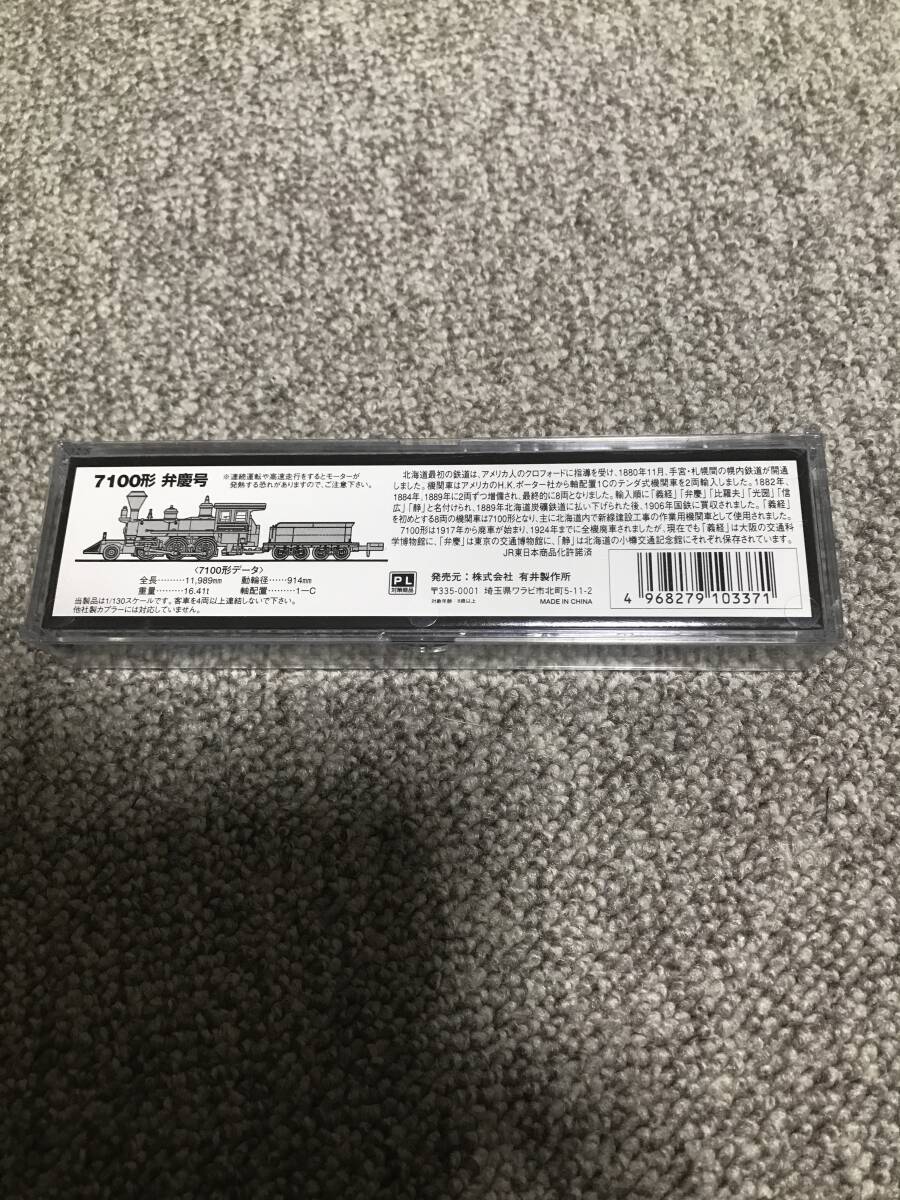 7100形 弁慶号
※連続運転や高速走行をするとモーターが
発熱する恐れがありますので、ご注意下さい。
〈7100形データ〉
全長………11,989mm 動輪径……914mm
重量………16.41t 軸配置………1ーC
当製品は1/130スケールです。客車を4両以上連結しないで下さい。
他社製カプラーには対応していません。
北海道最初の鉄道は、アメリカ人のクロフォードに指導を受け、1880年11月、手宮・札幌間の幌内鉄道が開通
しました。機関車はアメリカのH.K.ポーター社から軸配置1Cのテンダ式機関車を2両輸入しました。1882年、
1884年、1889年に2両ずつ増備され、最終的に8両となりました。輸入順に「義経」「弁慶」「比羅夫」「光圀」「信
広」「静」と名付けられ、1889年北海道炭礦鉄道に払い下げられた後、1906年国鉄に買収されました。「義経」
を初めとする8両の機関車は7100形となり、主に北海道内で新線建設工事の作業用機関車として使用されました。
7100形は1917年から廃車が始まり、1924年までに全機廃車されましたが、現在でも「義経」は大阪の交通科
学博物館に、「弁慶」は東京の交通博物館に、「静」は北海道の小樽交通記念館にそれぞれ保存されています。
JR東日本商品化許諾済
PL
対策商品
発売元：株式会社 有井製作所
〒335-0001 埼玉県ワラビ市北町5-11-2
対象年齢：8歳以上 MADE IN CHINA
4 968279 103371